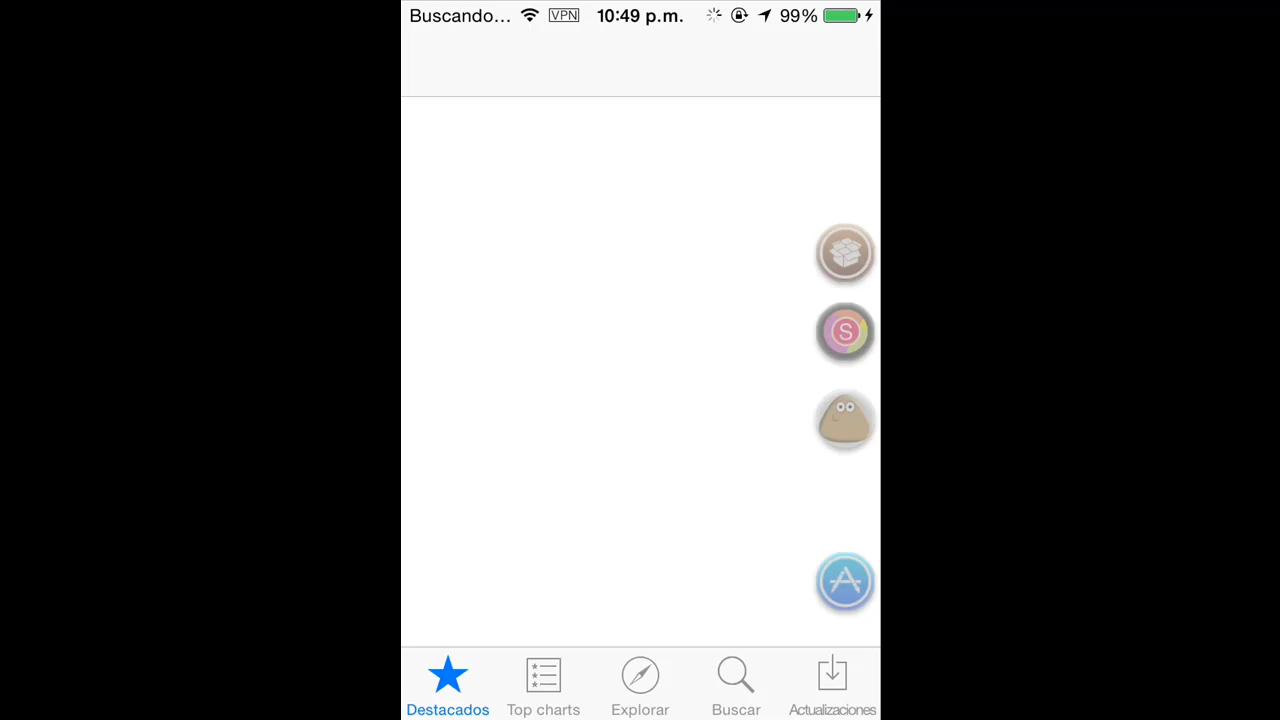 Buscando... VPN 10:49 p.m. 99%
S
Destacados Top charts Explorar Buscar Actualizaciones